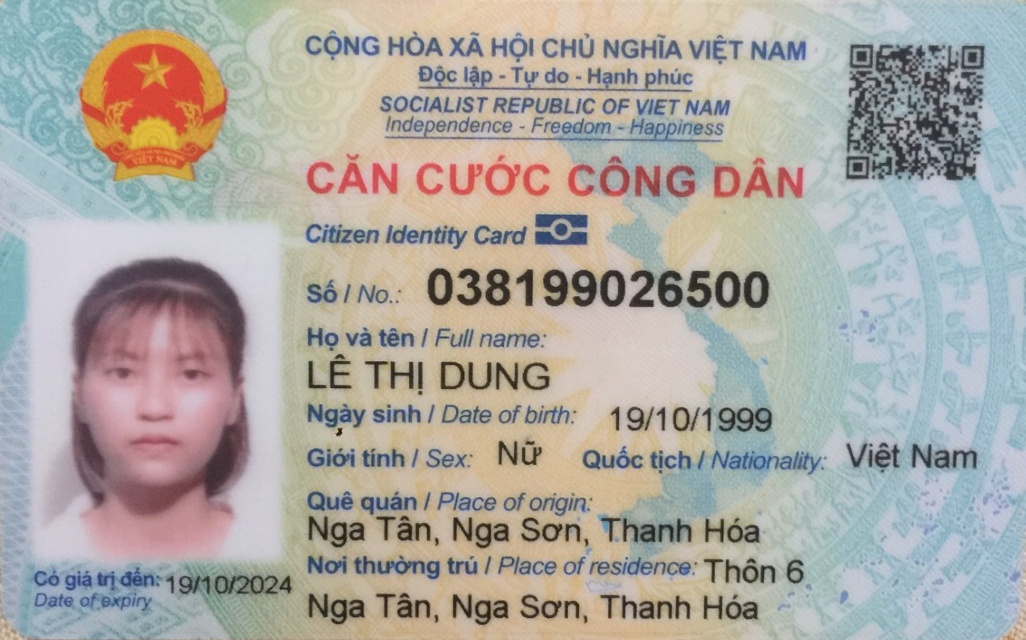 CỘNG HÒA XÃ HỘI CHỦ NGHĨA VIỆT NAM
Độc lập - Tự do - Hạnh phúc
SOCIALIST REPUBLIC OF VIET NAM
Independence - Freedom - Happiness
VIỆT NAM
CĂN CƯỚC CÔNG DÂN
Citizen Identity Card
Số / No.: 038199026500
Họ và tên / Full name:
LÊ THỊ DUNG
Ngày sinh / Date of birth: 19/10/1999
Giới tính / Sex: Nữ Quốc tịch / Nationality: Việt Nam
Quê quán / Place of origin:
Nga Tân, Nga Sơn, Thanh Hóa
Nơi thường trú / Place of residence: Thôn 6
Nga Tân, Nga Sơn, Thanh Hóa
Có giá trị đến: 19/10/2024
Date of expiry